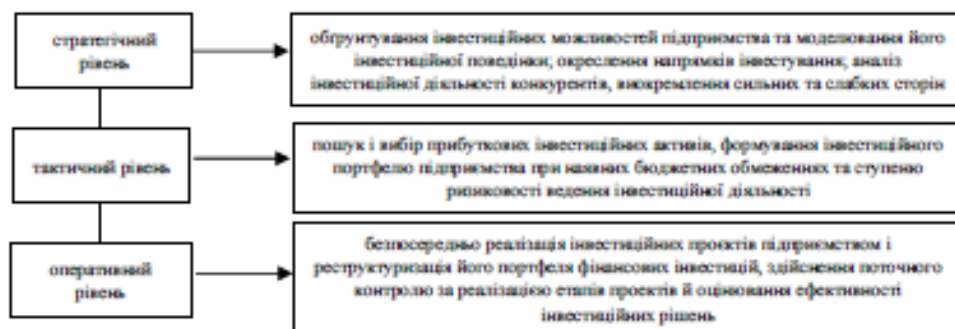 стратегічний
рівень
обґрунтування інвестиційних можливостей підприємства та моделювання його
інвестиційної поведінки; окреслення напрямків інвестування; аналіз
інвестиційної діяльності конкурентів, виокремлення сильних та слабких сторін
тактичний рівень
пошук і вибір прибуткових інвестиційних активів, формування інвестиційного
портфелю підприємства при наявних бюджетних обмеженнях та ступеню
ризиковості ведення інвестиційної діяльності
оперативний
рівень
безпосередньо реалізація інвестиційних проєктів підприємством і
реструктуризація його портфеля фінансових інвестицій, здійснення поточного
контролю за реалізацією етапів проектів й оцінювання ефективності
інвестиційних рішень